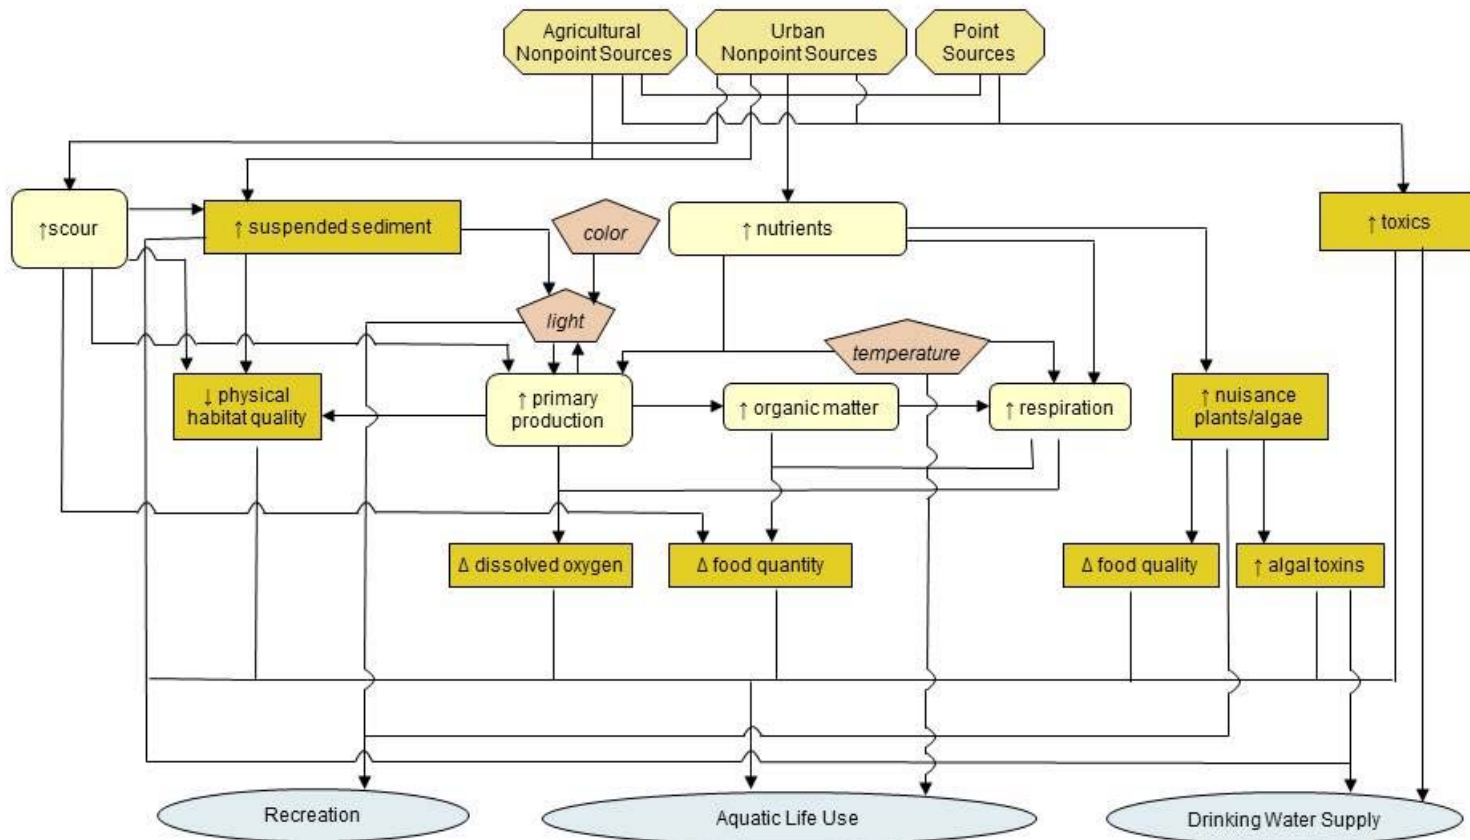 Agricultural
Nonpoint Sources
Urban
Nonpoint Sources
Point
Sources
↑scour
↑ suspended sediment
color
↑ nutrients
↑ toxics
light
temperature
↓ physical
habitat quality
↑ primary
production
↑ organic matter
↑ respiration
↑ nuisance
plants/algae
Δ dissolved oxygen
Δ food quantity
Δ food quality
↑ algal toxins
Recreation
Aquatic Life Use
Drinking Water Supply